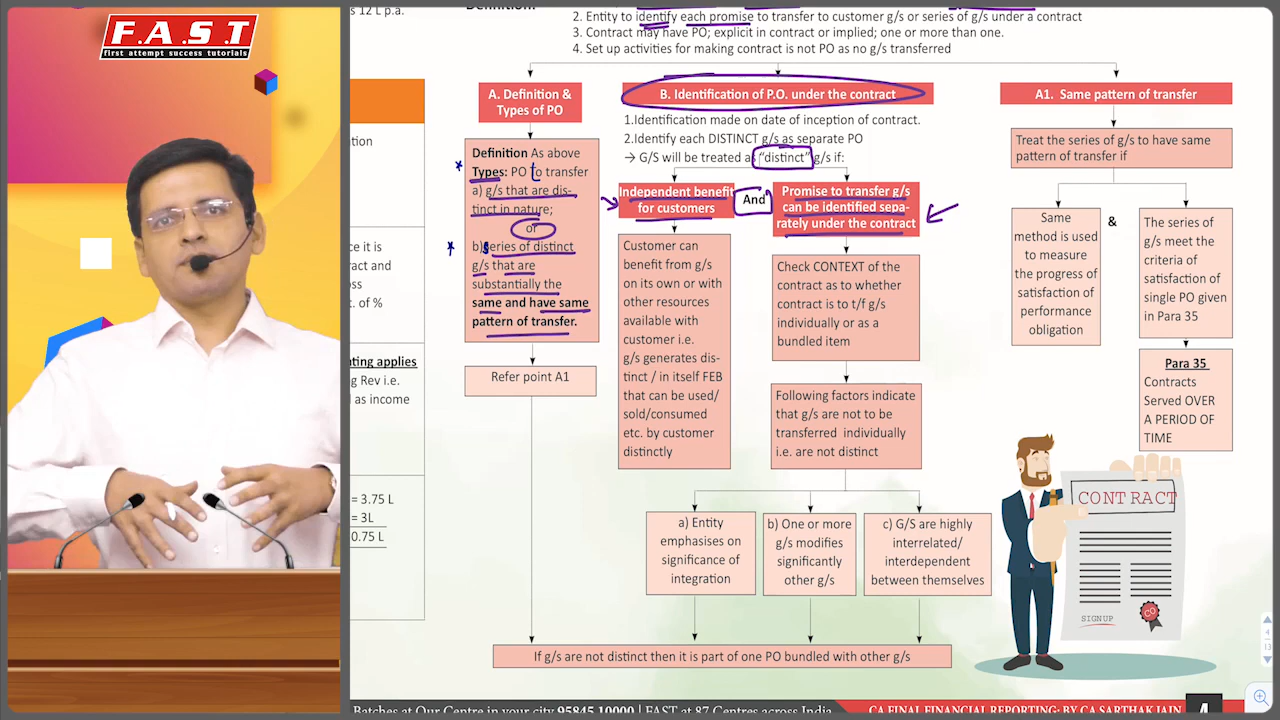 s 12 L p.a.
F.A.S.T
first attempt success tutorials
2. Entity to identify each promise to transfer to customer g/s or series of g/s under a contract
3. Contract may have PO; explicit in contract or implied; one or more than one.
4. Set up activities for making contract is not PO as no g/s transferred
A. Definition &
Types of PO
B. Identification of P.O. under the contract
A1. Same pattern of transfer
1.Identification made on date of inception of contract.
2.Identify each DISTINCT g/s as separate PO
→ G/S will be treated as “distinct” g/s if:
Treat the series of g/s to have same
pattern of transfer if
Definition As above
Types: PO to transfer
a) g/s that are dis-
tinct in nature;
or
b) series of distinct
g/s that are
substantially the
same and have same
pattern of transfer.
Refer point A1
Independent benefit
for customers
And
Promise to transfer g/s
can be identified sepa-
rately under the contract
Customer can
benefit from g/s
on its own or with
other resources
available with
customer i.e.
g/s generates dis-
tinct / in itself FEB
that can be used/
sold/consumed
etc. by customer
distinctly
Check CONTEXT of the
contract as to whether
contract is to t/f g/s
individually or as a
bundled item
Following factors indicate
that g/s are not to be
transferred individually
i.e. are not distinct
Same
method is used
to measure
the progress of
satisfaction of
performance
obligation
&
The series of
g/s meet the
criteria of
satisfaction of
single PO given
in Para 35
Para 35
Contracts
Served OVER
A PERIOD OF
TIME
a) Entity
emphasises on
significance of
integration
b) One or more
g/s modifies
significantly
other g/s
c) G/S are highly
interrelated/
interdependent
between themselves
If g/s are not distinct then it is part of one PO bundled with other g/s
ition
ce it is
ract and
oss
t. of %
nting applies
g Rev i.e.
as income
= 3.75 L
= 3L
0.75 L
CONTRACT
SIGN UP
CO
4
13
Batches at Our Centre in your city 95845 10000 | FAST at 87 Centres across India
CA FINAL FINANCIAL REPORTING: BY CA SARTHAK JAIN
4